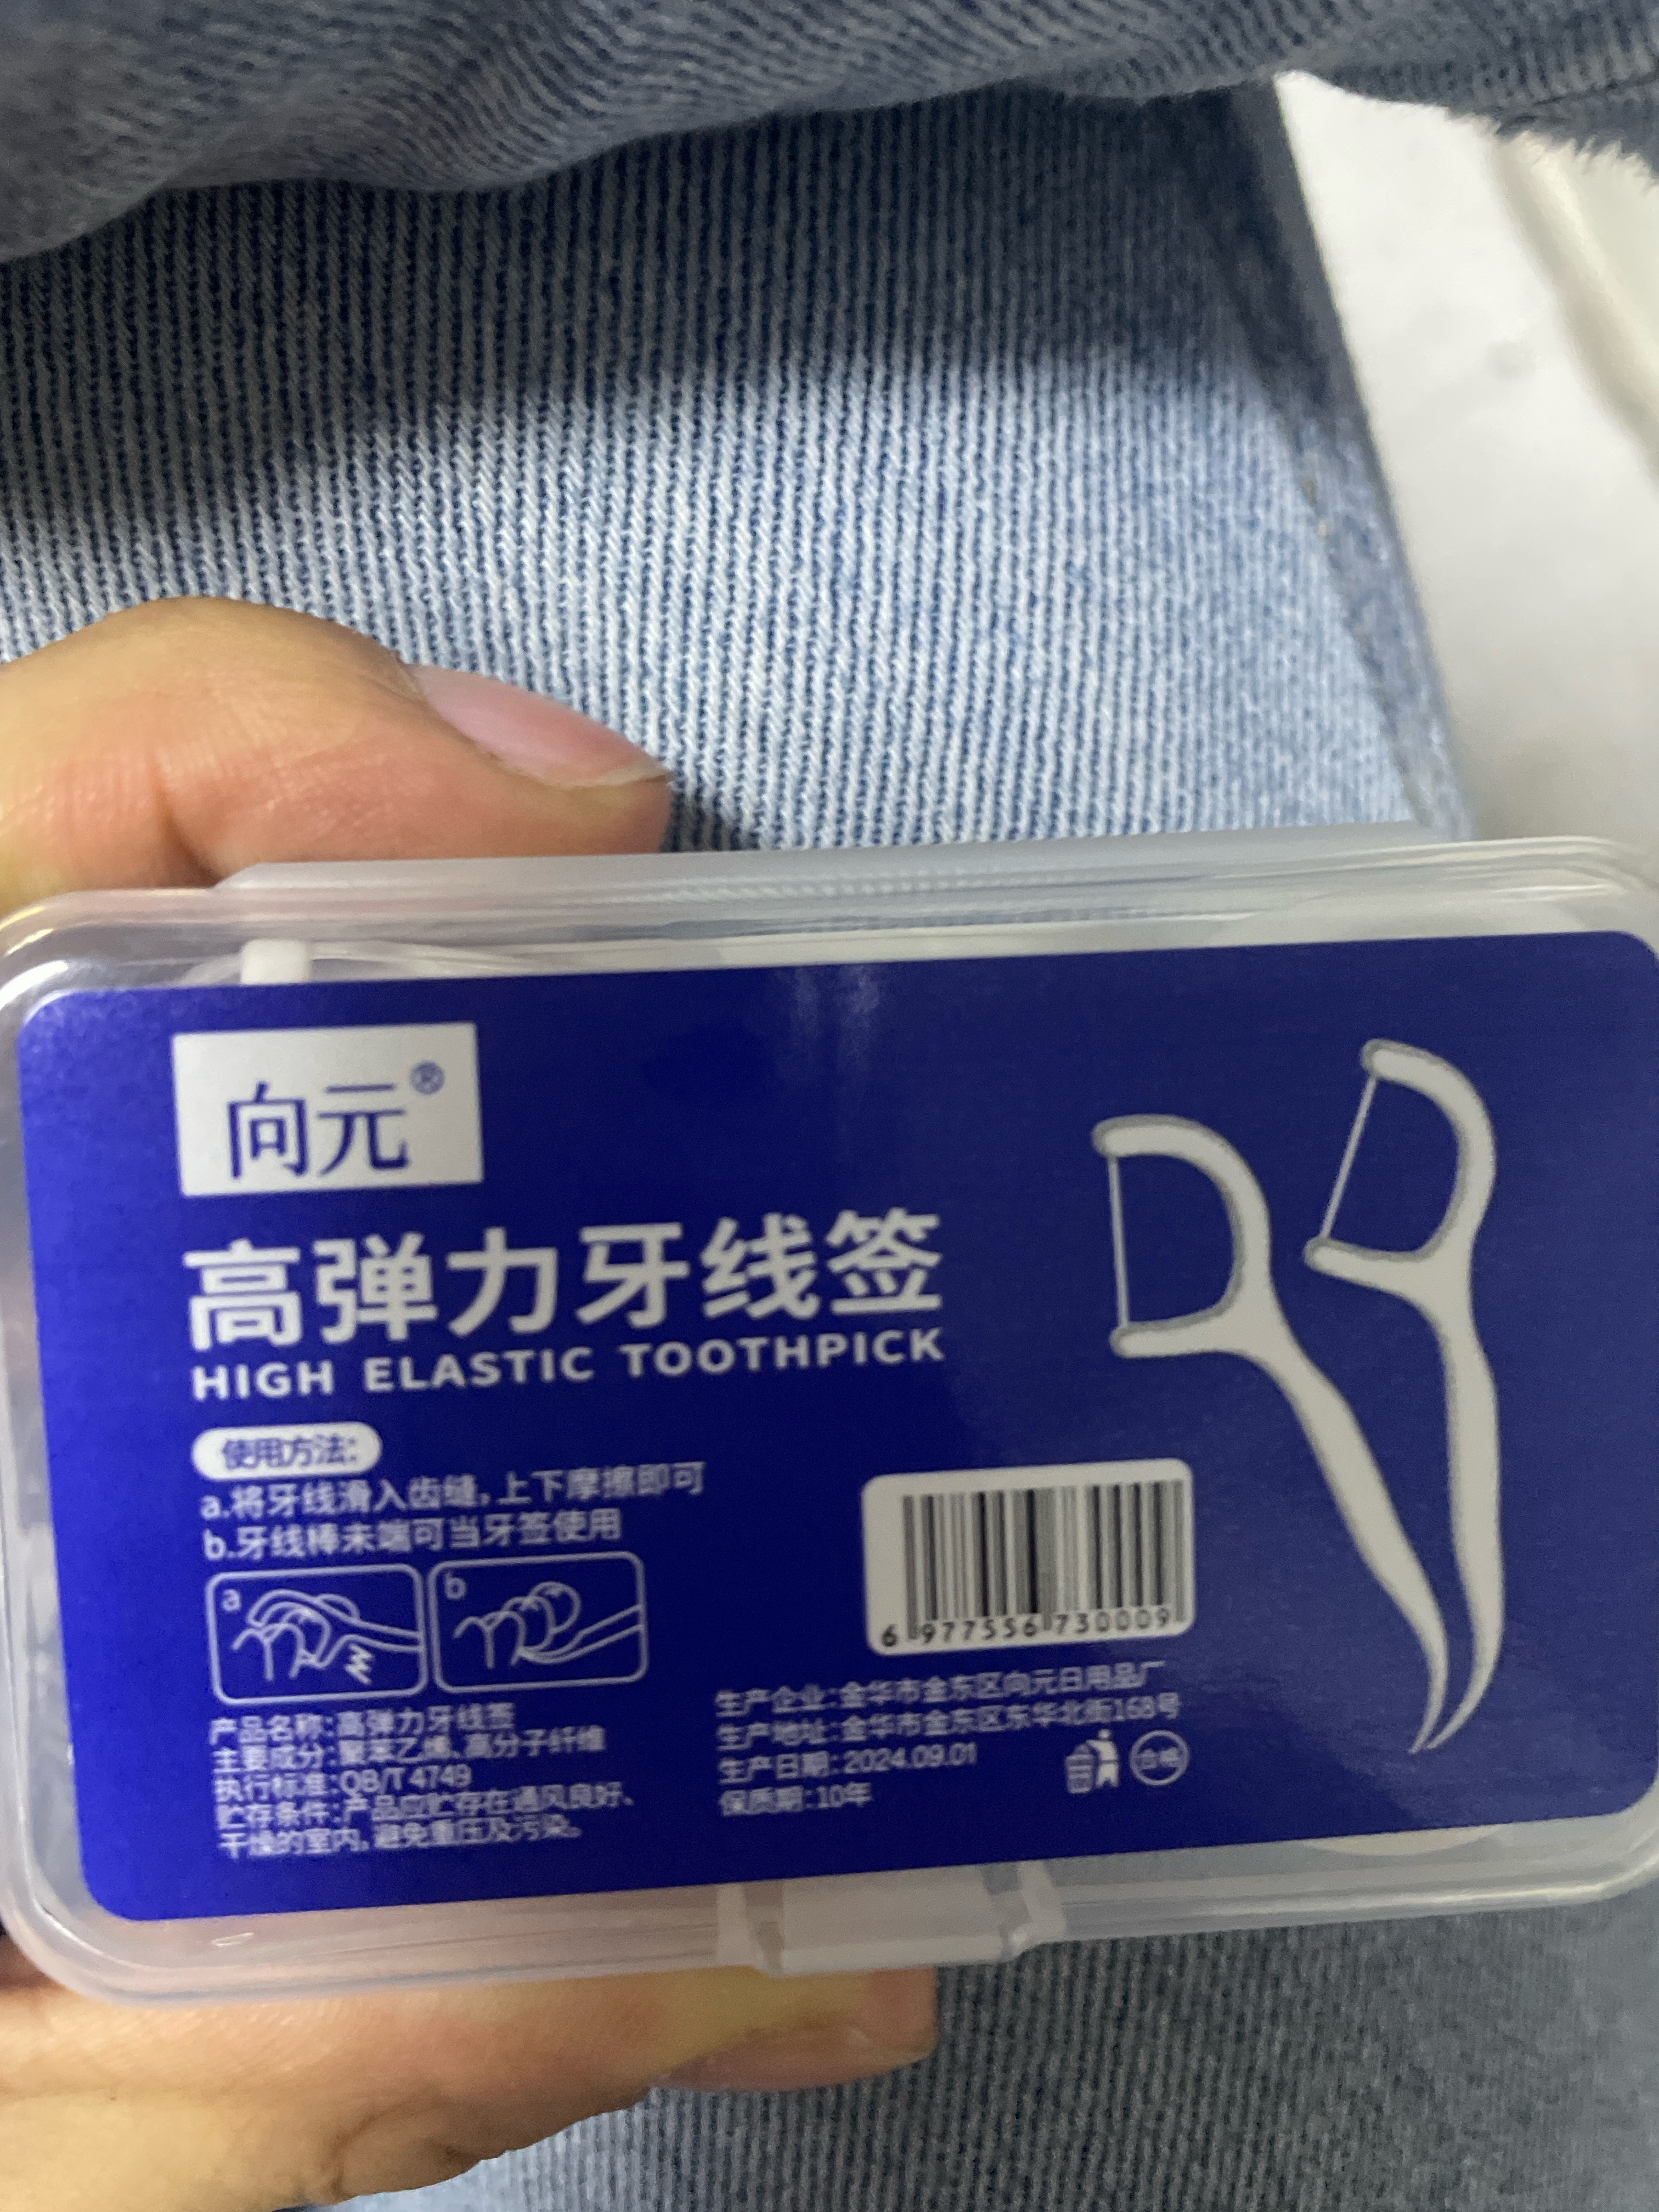 向元®
高弹力牙线签
HIGH ELASTIC TOOTHPICK
使用方法:
a.将牙线滑入齿缝,上下摩擦即可
b.牙线棒末端可当牙签使用
a
b
6 977556 730009
产品名称:高弹力牙线签
主要成分:聚苯乙烯、高分子纤维
执行标准:QB/T 4749
贮存条件:产品应贮存在通风良好、
干燥的室内,避免重压及污染。
生产企业:金华市金东区向元日用品厂
生产地址:金华市金东区东华北街168号
生产日期:2024.09.01
保质期:10年
合格